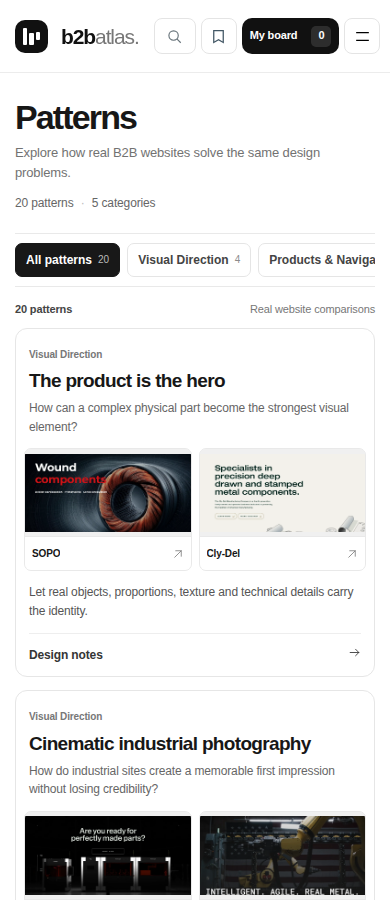 b2batlas.
My board 0
Patterns
Explore how real B2B websites solve the same design
problems.
20 patterns · 5 categories
All patterns 20
Visual Direction 4
Products & Naviga
20 patterns
Real website comparisons
Visual Direction
The product is the hero
How can a complex physical part become the strongest visual
element?
Wound
components.
Specialists in
precision deep
drawn and stamped
metal components.
SOPO
Cly-Del
Let real objects, proportions, texture and technical details carry
the identity.
Design notes
Visual Direction
Cinematic industrial photography
How do industrial sites create a memorable first impression
without losing credibility?
Are you ready for
perfectly made parts?
INTELLIGENT. AGILE. REAL METAL.